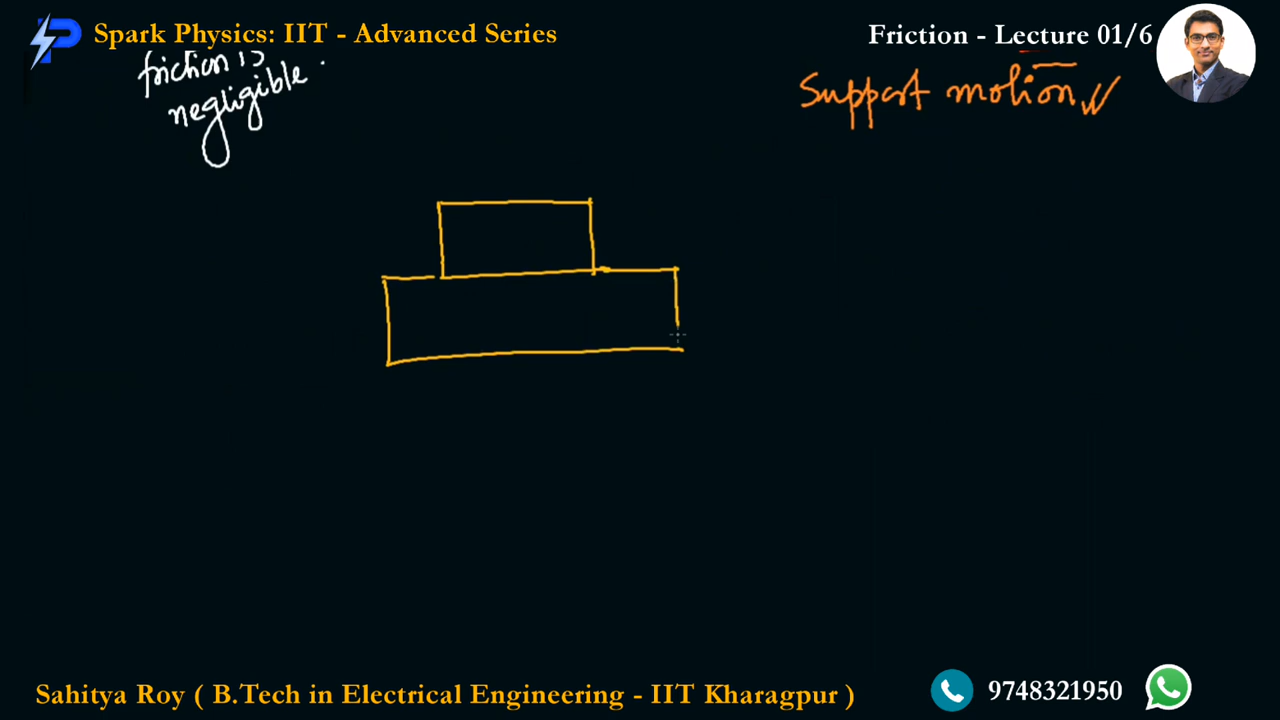 Spark Physics: IIT - Advanced Series
Friction - Lecture 01/6
friction is
negligible.
Support motion
Sahitya Roy ( B.Tech in Electrical Engineering - IIT Kharagpur )
9748321950